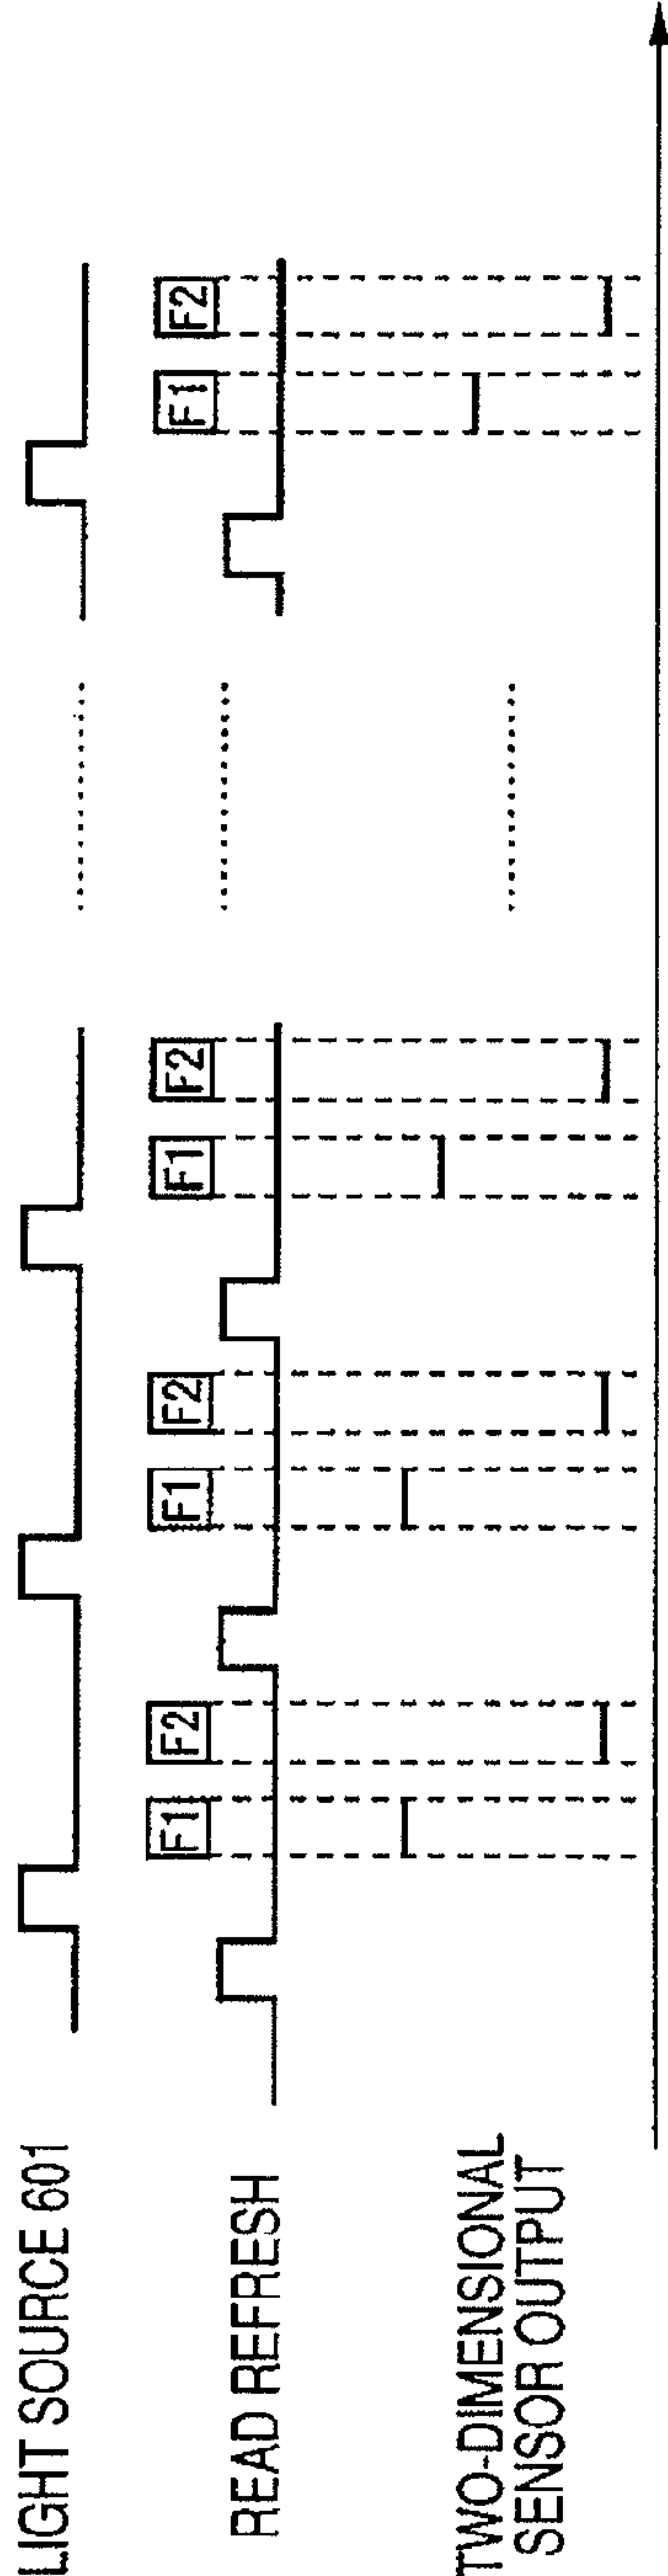 LIGHT SOURCE 601
F1 F2 F1 F2 F1 F2 F1 F2
READ REFRESH
TWO-DIMENSIONAL
SENSOR OUTPUT